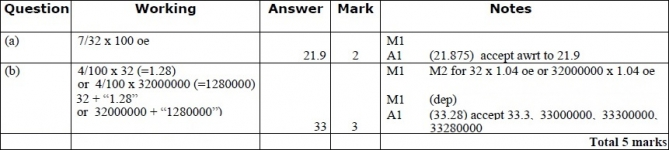 Question Working Answer Mark Notes
(a) 7/32 x 100 oe M1
21.9 2 A1 (21.875) accept awrt to 21.9
(b) 4/100 x 32 (=1.28) M1 M2 for 32 x 1.04 oe or 32000000 x 1.04 oe
or 4/100 x 32000000 (=1280000)
32 + “1.28” M1 (dep)
or 32000000 + “1280000”) A1 (33.28) accept 33.3, 33000000, 33300000,
33 3 33280000
Total 5 marks